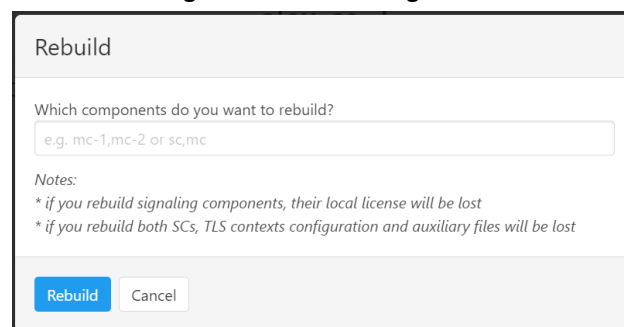 Rebuild
Which components do you want to rebuild?
e.g. mc-1,mc-2 or sc,mc
Notes:
* if you rebuild signaling components, their local license will be lost
* if you rebuild both SCs, TLS contexts configuration and auxiliary files will be lost
Rebuild
Cancel